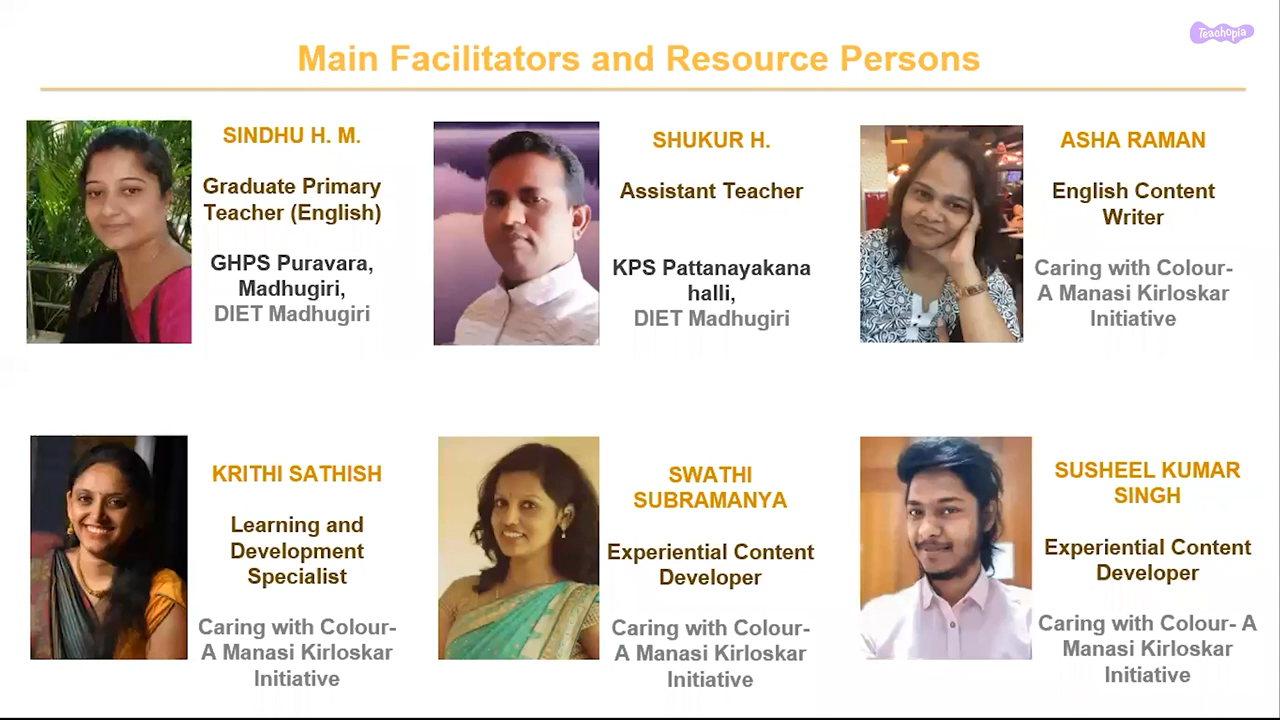 Teachopia
Main Facilitators and Resource Persons
SINDHU H. M.
Graduate Primary
Teacher (English)
GHPS Puravara,
Madhugiri,
DIET Madhugiri
SHUKUR H.
Assistant Teacher
KPS Pattanayakana
halli,
DIET Madhugiri
ASHA RAMAN
English Content
Writer
Caring with Colour-
A Manasi Kirloskar
Initiative
KRITHI SATHISH
Learning and
Development
Specialist
Caring with Colour-
A Manasi Kirloskar
Initiative
SWATHI
SUBRAMANYA
Experiential Content
Developer
Caring with Colour-
A Manasi Kirloskar
Initiative
SUSHEEL KUMAR
SINGH
Experiential Content
Developer
Caring with Colour- A
Manasi Kirloskar
Initiative